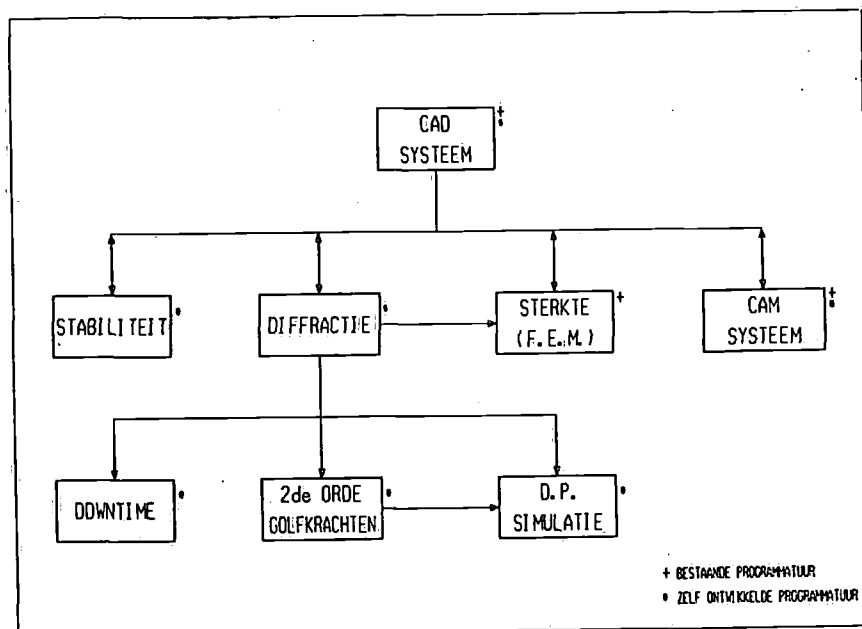 CAD +
SYSTEEM *
STABILITEIT *
DIFFRACTIE *
STERKTE +
(F.E.M.)
CAM +
SYSTEEM *
DOWNTIME *
2de ORDE *
GOLFKRACHTEN
D.P. *
SIMULATIE
+ BESTAANDE PROGRAMMATUUR
* ZELF ONTWIKKELDE PROGRAMMATUUR